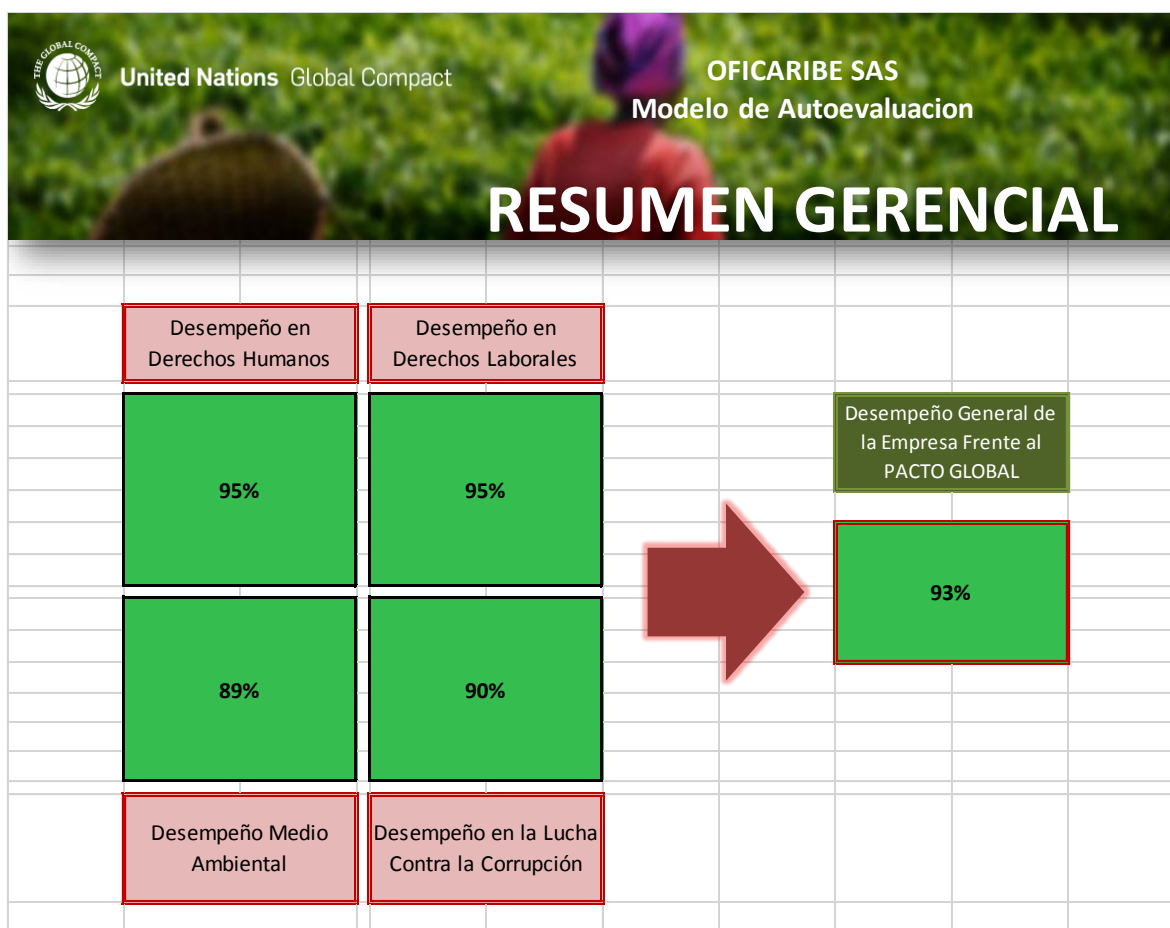 THE GLOBAL COMPACT
United Nations Global Compact
OFICARIBE SAS
Modelo de Autoevaluacion
RESUMEN GERENCIAL
Desempeño en
Derechos Humanos
Desempeño en
Derechos Laborales
95%
95%
89%
90%
Desempeño Medio
Ambiental
Desempeño en la Lucha
Contra la Corrupción
Desempeño General de
la Empresa Frente al
PACTO GLOBAL
93%